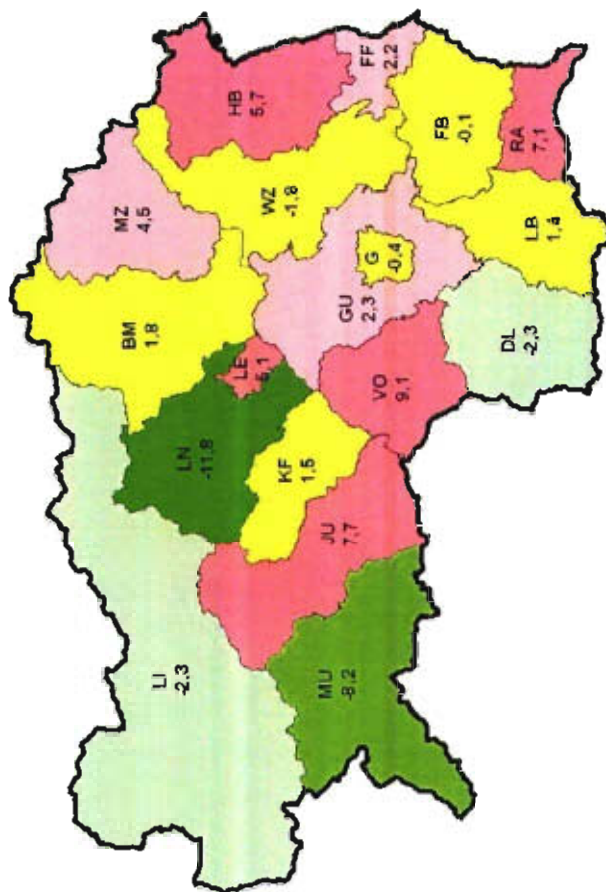 MZ
4,5
BM
1,8
LI
-2,3
LN
-11,8
HB
5,7
LE
WZ
-1,8
KF
1,5
MU
-8,2
JU
7,7
GU
2,3
FF
2,2
G
-0,4
VO
9,1
FB
-0,1
DL
-2,3
RA
7,1
LB
1,4